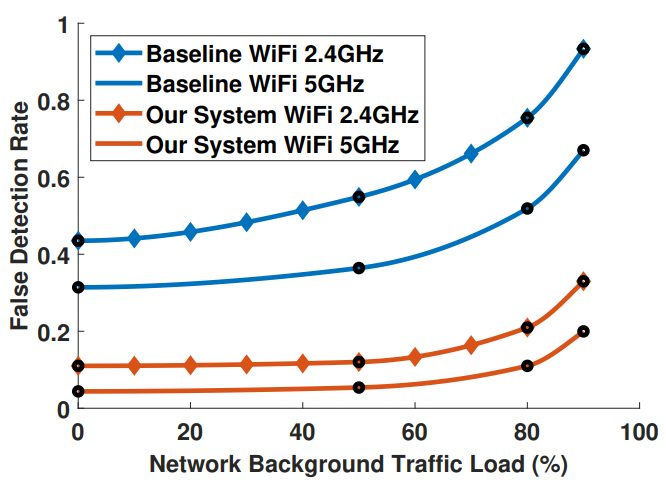 1
0.8
0.6
0.4
0.2
0
False Detection Rate
Baseline WiFi 2.4GHz
Baseline WiFi 5GHz
Our System WiFi 2.4GHz
Our System WiFi 5GHz
0 20 40 60 80 100
Network Background Traffic Load (%)